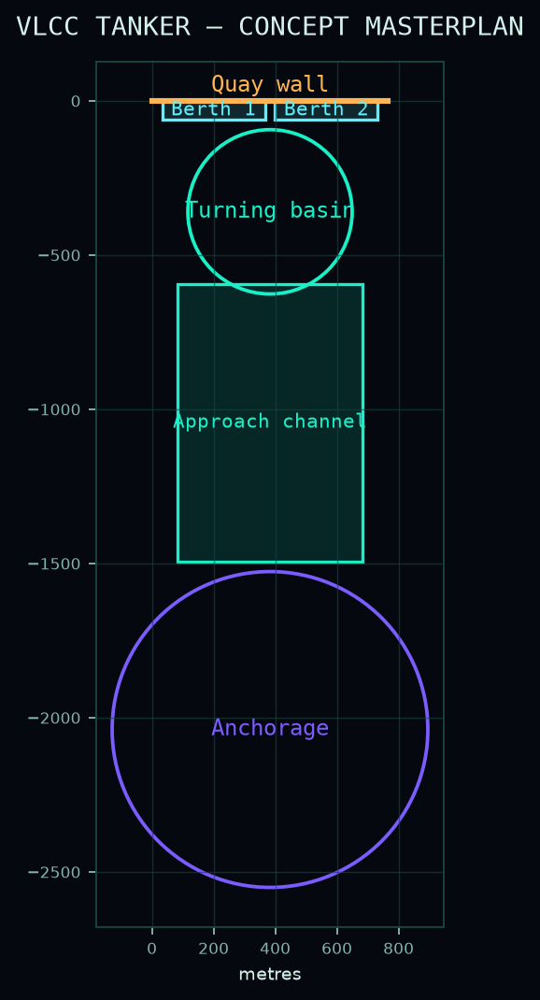 VLCC TANKER — CONCEPT MASTERPLAN
Quay wall
0
Berth 1
Berth 2
Turning basin
−500
−1000
Approach channel
−1500
−2000
Anchorage
−2500
0
200
400
600
800
metres